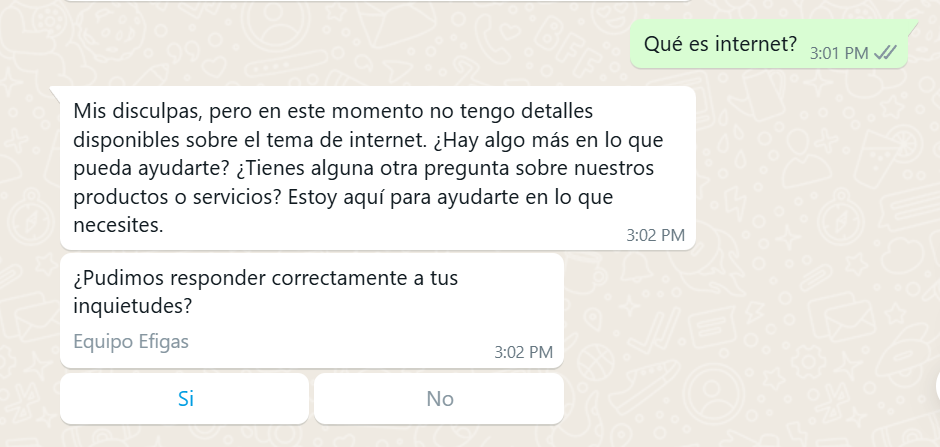 Qué es internet?
3:01 PM
Mis disculpas, pero en este momento no tengo detalles
disponibles sobre el tema de internet. ¿Hay algo más en lo que
pueda ayudarte? ¿Tienes alguna otra pregunta sobre nuestros
productos o servicios? Estoy aquí para ayudarte en lo que
necesites.
3:02 PM
¿Pudimos responder correctamente a tus
inquietudes?
Equipo Efigas
3:02 PM
Si
No